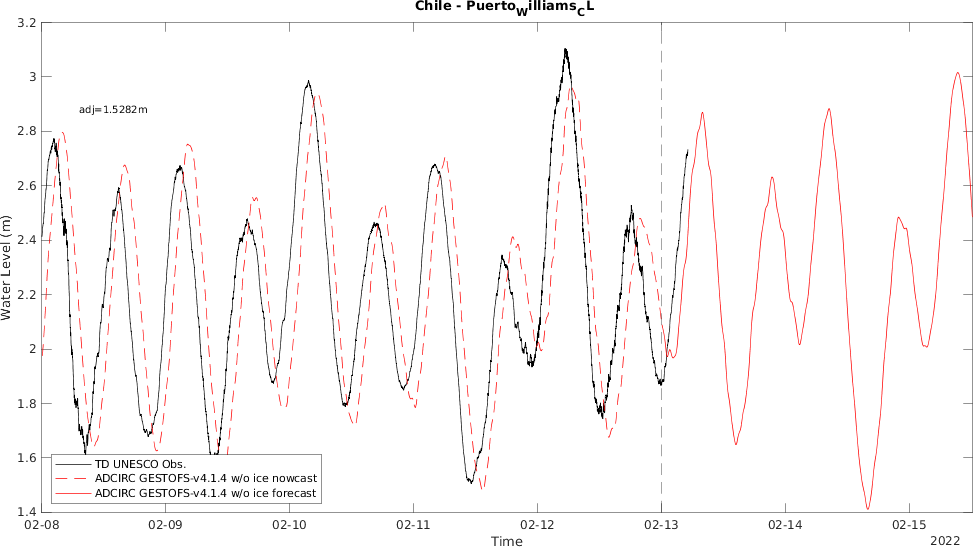 Chile - PuertoWilliamsCL
3.2
3
2.8
2.6
2.4
2.2
2
1.8
1.6
1.4
Water Level (m)
adj=1.5282m
TD UNESCO Obs.
ADCIRC GESTOFS-v4.1.4 w/o ice nowcast
ADCIRC GESTOFS-v4.1.4 w/o ice forecast
02-08 02-09 02-10 02-11 02-12 02-13 02-14 02-15
Time
2022